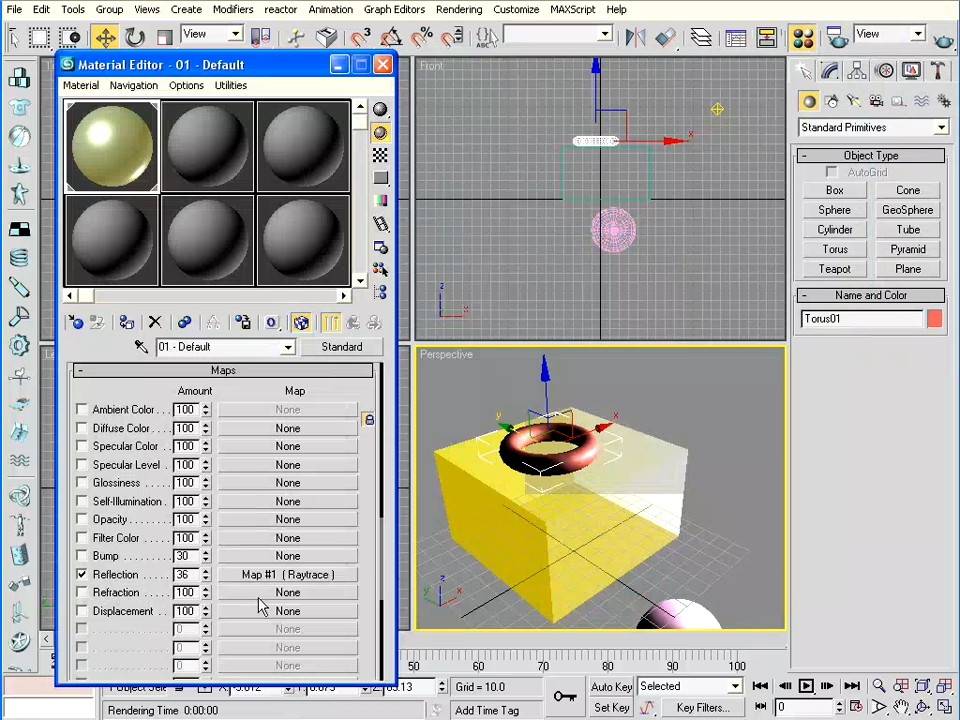 File Edit Tools Group Views Create Modifiers reactor Animation Graph Editors Rendering Customize MAXScript Help
View
View
Material Editor - 01 - Default
Material Navigation Options Utilities
01 - Default
Standard
Maps
Amount Map
Ambient Color . . . 100 None
Diffuse Color . . . 100 None
Specular Color . . 100 None
Specular Level . . 100 None
Glossiness . . . . . 100 None
Self-Illumination . 100 None
Opacity . . . . . . . 100 None
Filter Color . . . . . 100 None
Bump . . . . . . . . 30 None
Reflection . . . . . 36 Map #1 ( Raytrace )
Refraction . . . . . 100 None
Displacement . . . 100 None
. . . . . . . . . . . . . 0 None
. . . . . . . . . . . . . 0 None
. . . . . . . . . . . . . 0 None
Front
x
z
x
Perspective
z
y
x
z
x
Standard Primitives
- Object Type
AutoGrid
Box Cone
Sphere GeoSphere
Cylinder Tube
Torus Pyramid
Teapot Plane
- Name and Color
Torus01
50 60 70 80 90 100
Grid = 10.0
Auto Key Selected
Rendering Time 0:00:00
Add Time Tag
Set Key
Key Filters...
0